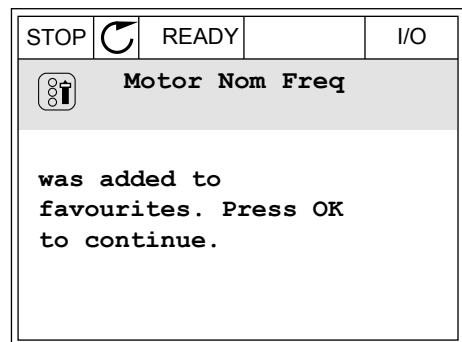 STOP READY I/O
Motor Nom Freq
was added to
favourites. Press OK
to continue.